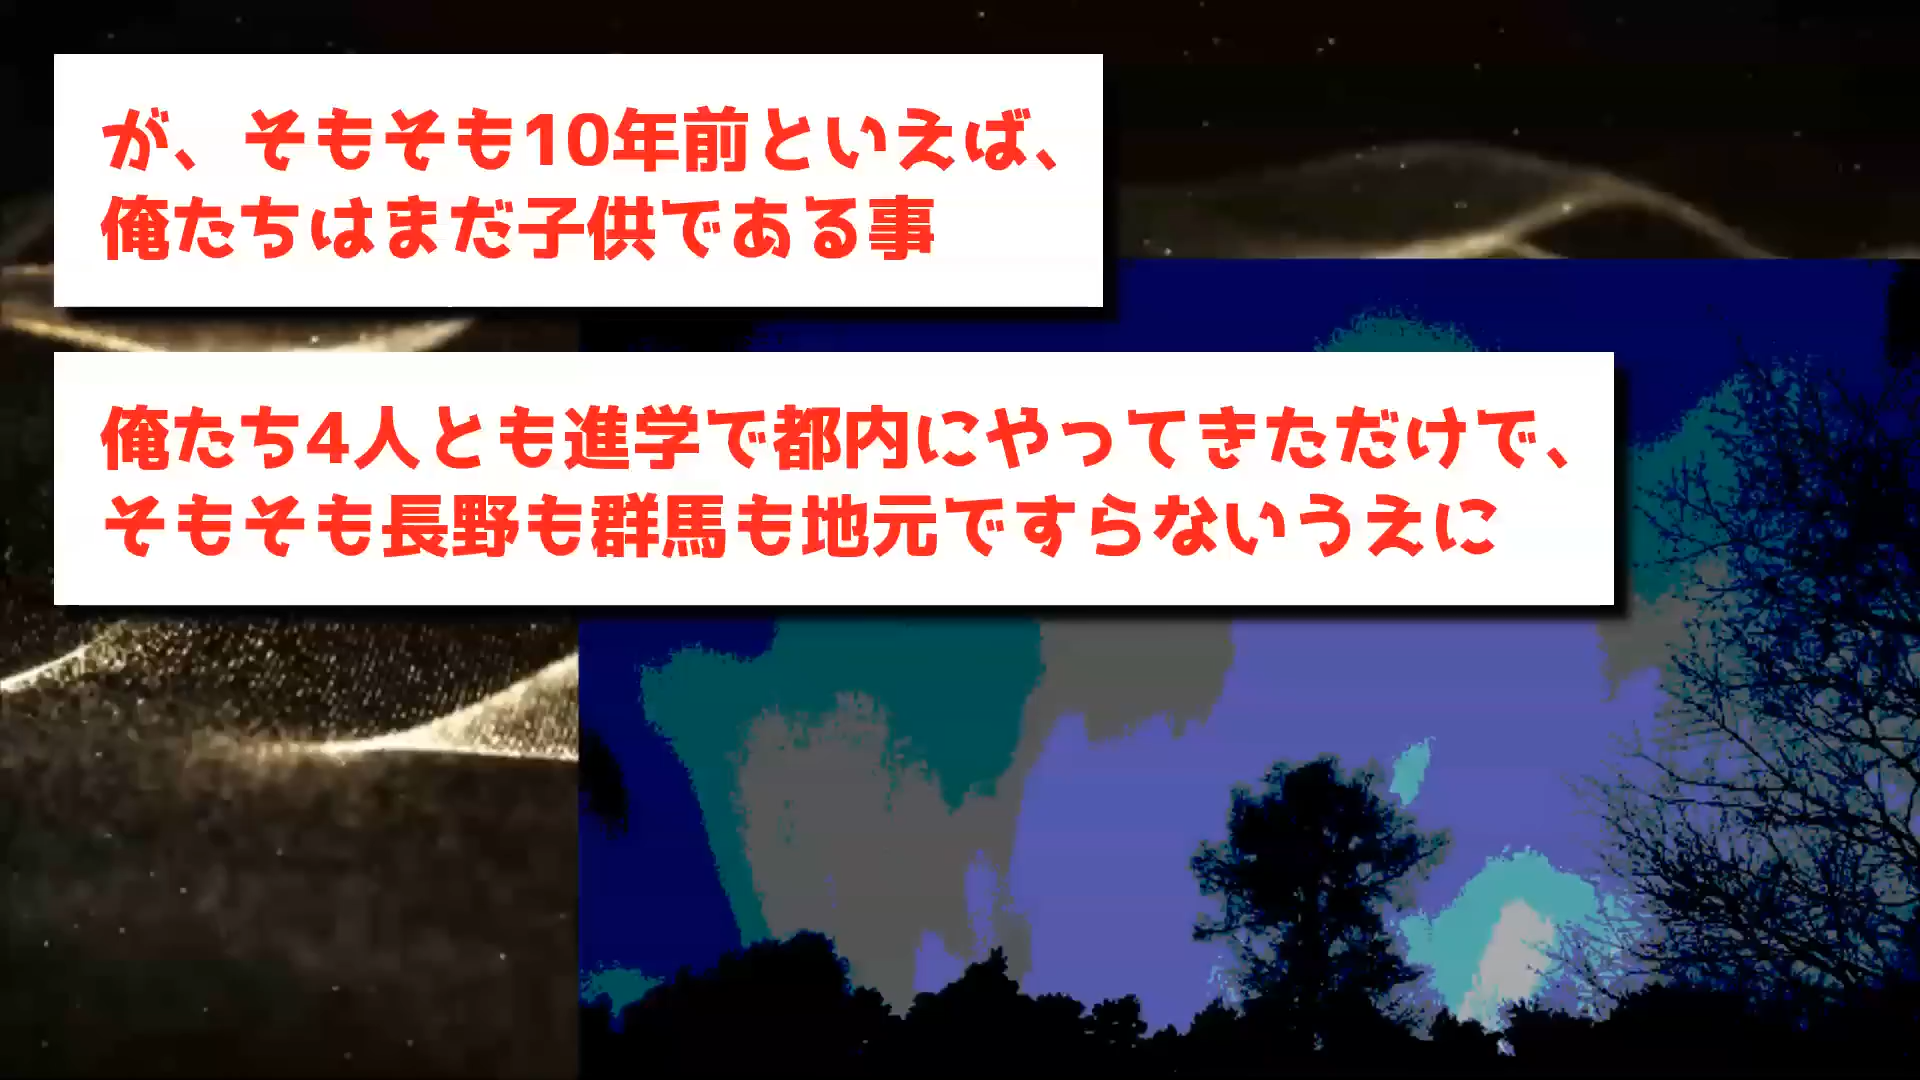 が、そもそも10年前といえば、
俺たちはまだ子供である事
俺たち4人とも進学で都内にやってきただけで、
そもそも長野も群馬も地元ですらないうえに